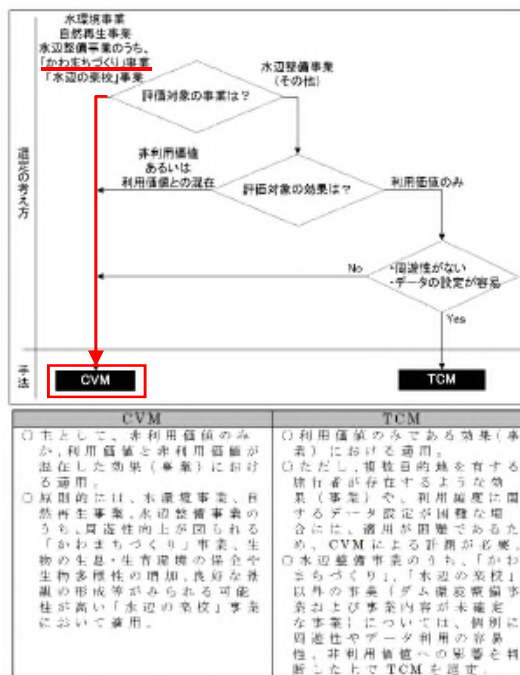 水環境事業
自然再生事業
水辺整備事業のうち、
「かわまちづくり」事業
「水辺の楽校」事業
水辺整備事業
(その他)
評価対象の事業は?
非利用価値
あるいは
利用価値との混在
評価対象の効果は?
利用価値のみ
選定の考え方
No
・周遊性がない
・データの設定が容易
Yes
手法
CVM
TCM
CVM
○主として、非利用価値のみ
か、利用価値と非利用価値が
混在した効果(事業)におけ
る適用。
○原則的には、水環境事業、自
然再生事業、水辺整備事業の
うち、周遊性向上が図られる
「かわまちづくり」事業、生
物の生息・生育環境の保全や
生物多様性の増加、良好な景
観の形成等がみられる可能
性が高い「水辺の楽校」事業
において適用。
TCM
○利用価値のみである効果(事
業)における適用。
○ただし、複数目的地を有する
旅行者が存在するような効
果(事業)や、利用頻度に関
するデータ設定が困難な場
合には、適用が困難であるた
め、CVMによる計測が必要。
○水辺整備事業のうち、「かわ
まちづくり」、「水辺の楽校」
以外の事業(ダム環境整備事
業および事業内容が未確定
な事業)については、個別に
周遊性やデータ利用の容易
性、非利用価値への影響を判
断した上でTCMを選定。